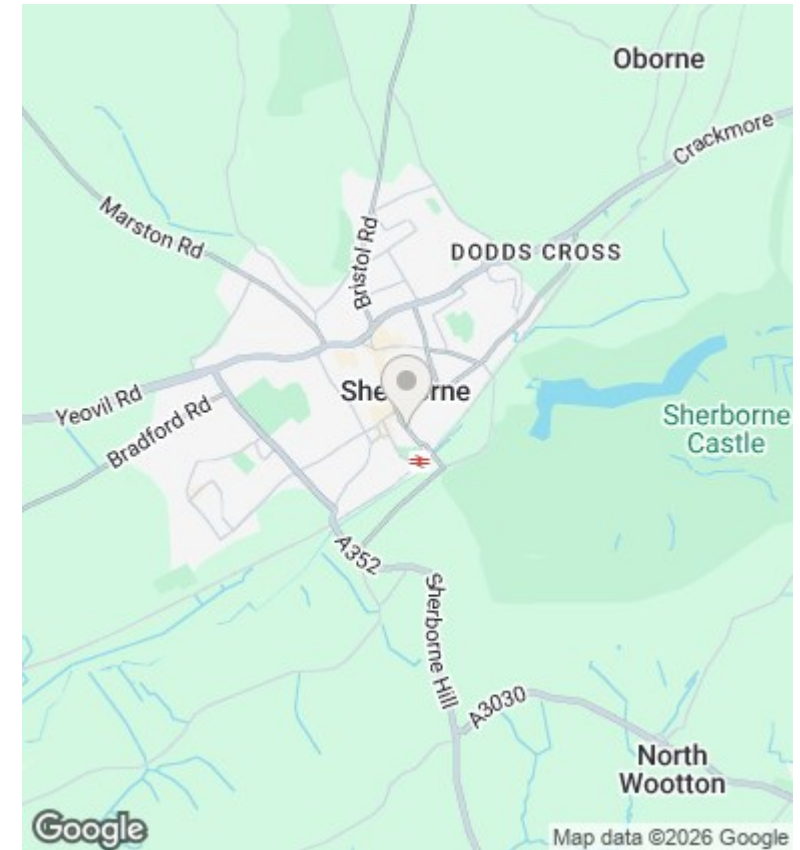 Oborne
Crackmore
Marston Rd
Bristol Rd
DODDS CROSS
Sherborne
Yeovil Rd
Bradford Rd
Sherborne
Castle
A352
Sherborne Hill
A3030
North
Wootton
Google
Map data ©2026 Google